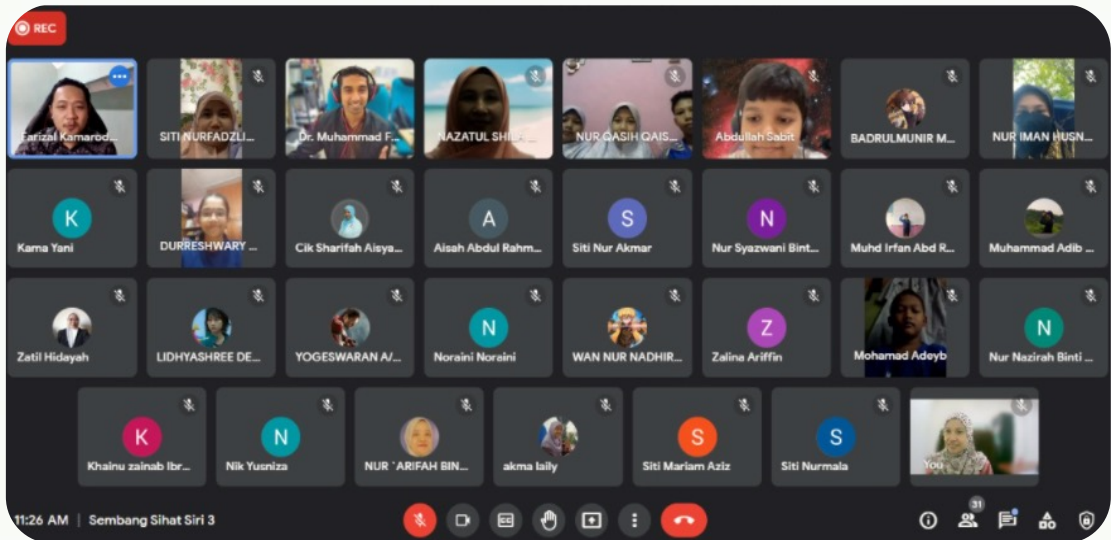 REC
Farizal Kamarod...
SITI NURFADZLI...
Dr. Muhammad F...
NAZATUL SHI
NUR QASIH QAIS...
Abdullah Sabit
BADRULMUNIR M...
NUR IMAN HUSN...
K
Kama Yani
DURRESHWARY ...
Cik Sharifah Aisya...
A
Aisah Abdul Rahm...
S
Siti Nur Akmar
N
Nur Syazwani Bint...
Muhd Irfan Abd R...
Muhammad Adib ...
Zatil Hidayah
LIDHYASHREE DE...
YOGESWARAN A/...
N
Noraini Noraini
WAN NUR NADHIR...
Z
Zalina Ariffin
Mohamad Adeyb
N
Nur Nazirah Binti ...
K
Khainu zainab Ibr...
N
Nik Yusniza
NUR `ARIFAH BIN...
akma laily
S
Siti Mariam Aziz
S
Siti Nurmala
You
11:26 AM | Sembang Sihat Siri 3
31